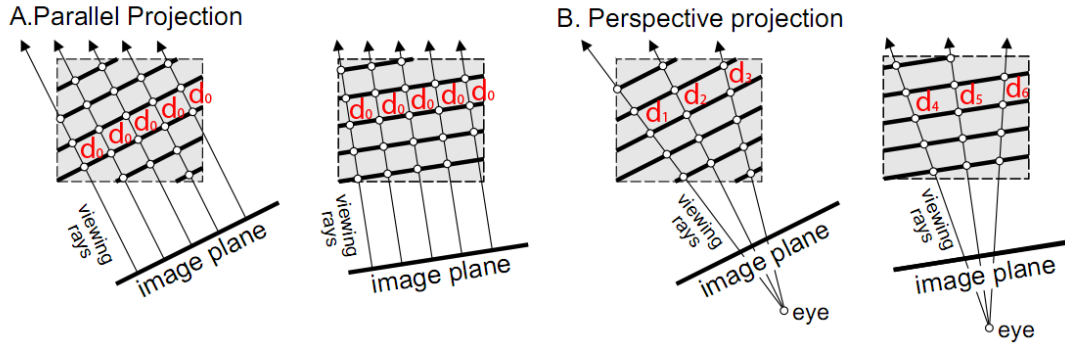 A.Parallel Projection
B. Perspective projection
d0
d0
d0
d0
d0
viewing
rays
image plane
d0
d0
d0
d0
d0
viewing
rays
image plane
d1
d2
d3
viewing
rays
image plane
eye
d4
d5
d6
viewing
rays
image plane
eye